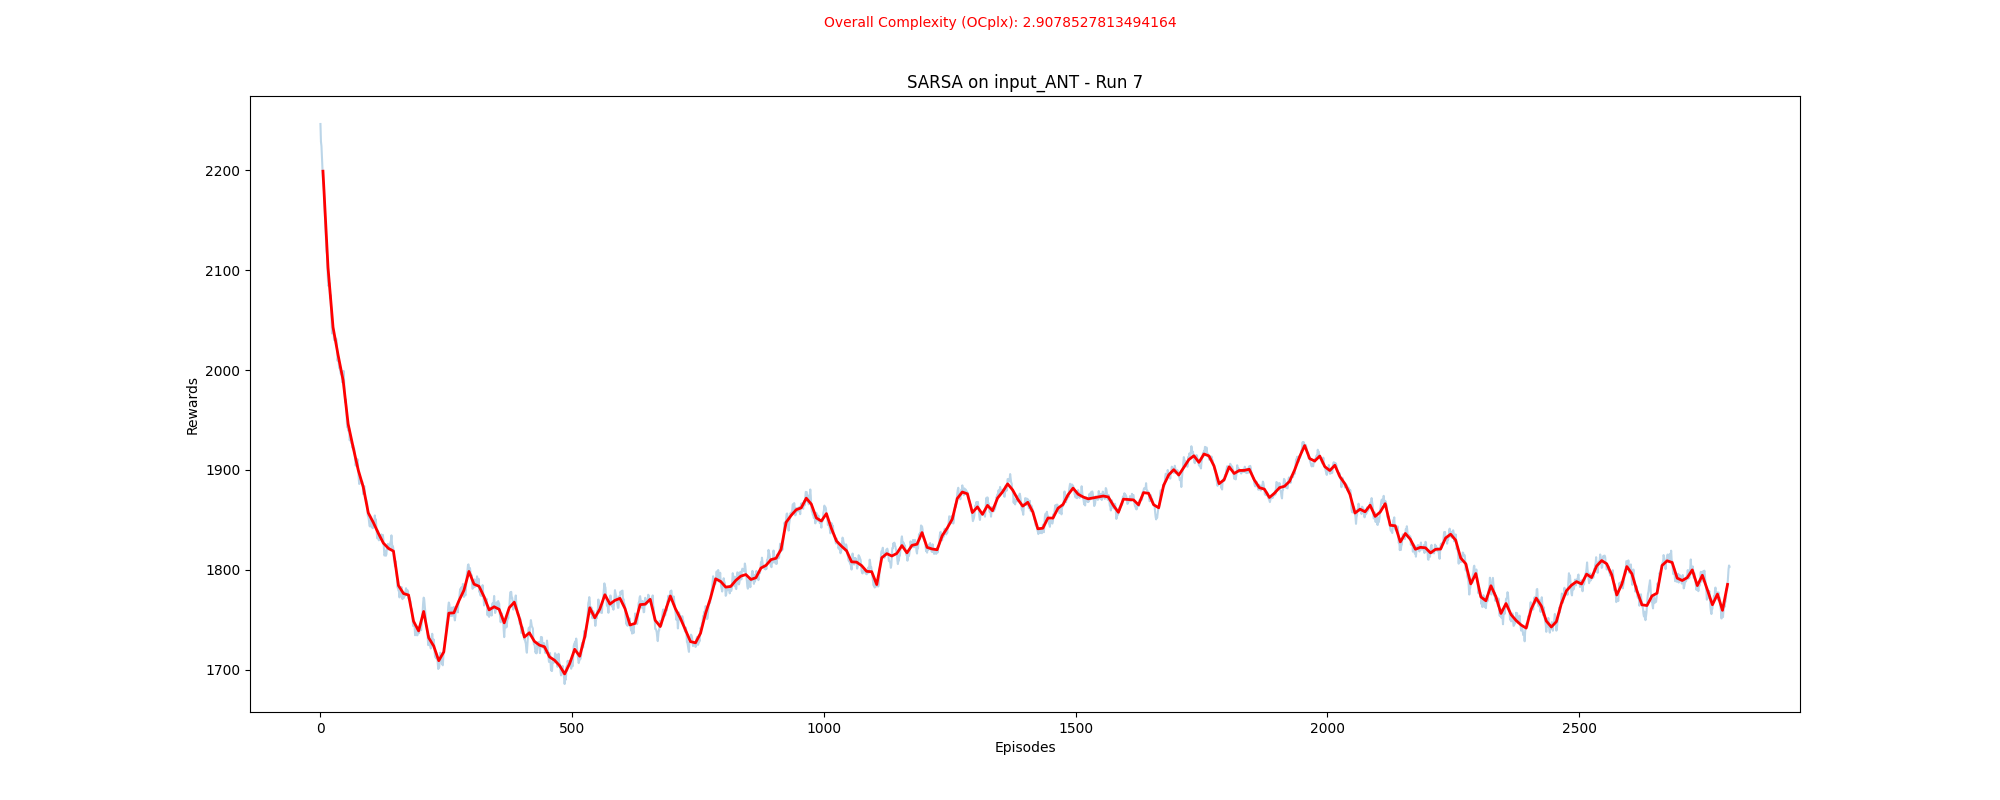 Overall Complexity (OCplx): 2.9078527813494164
SARSA on input_ANT - Run 7
2200
2100
2000
1900
1800
1700
Rewards
0 500 1000 1500 2000 2500
Episodes